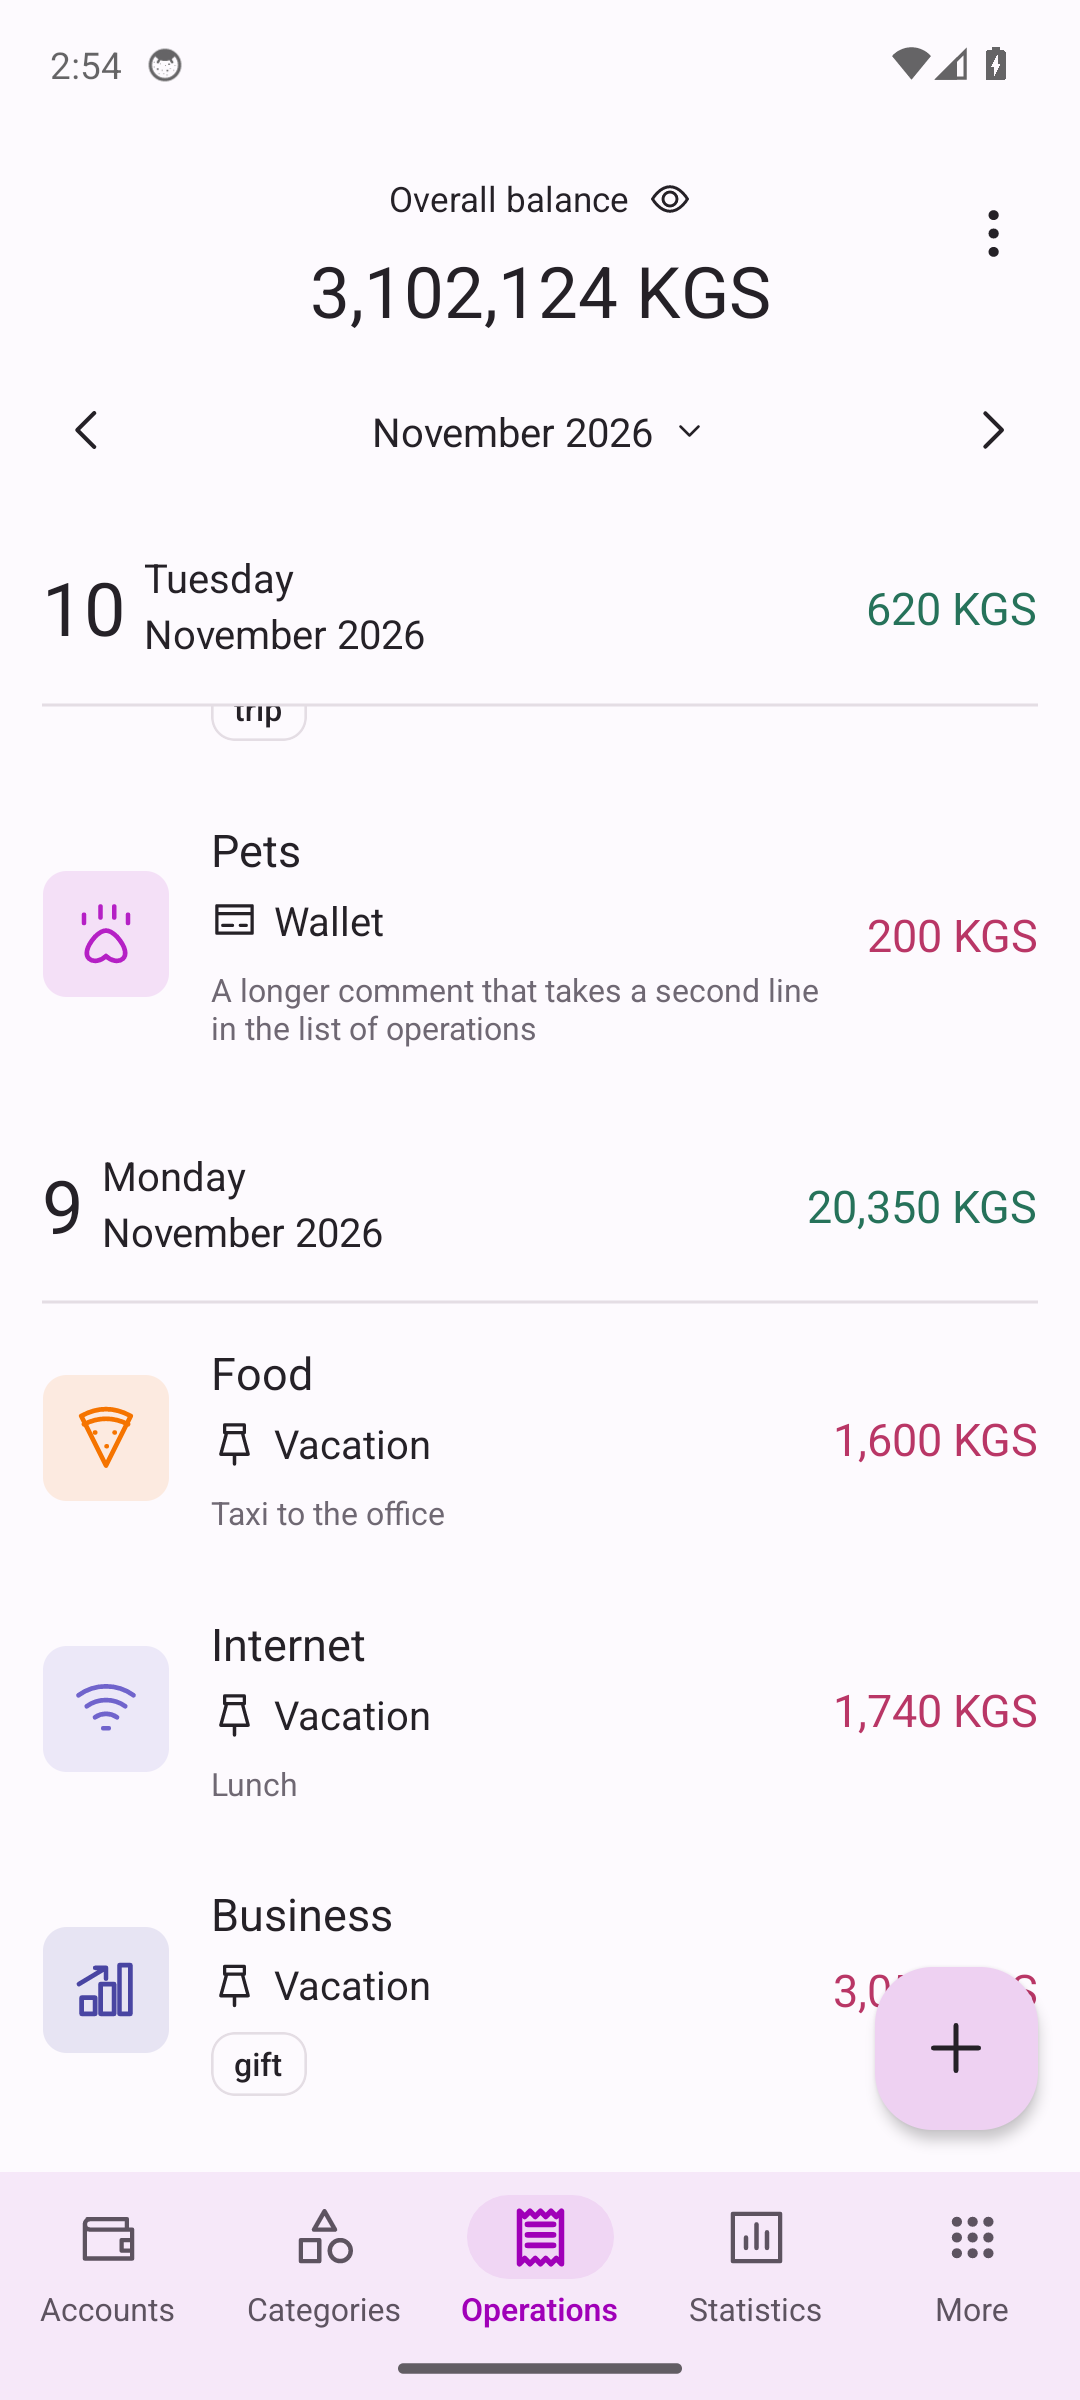 2:54
Overall balance
3,102,124 KGS
November 2026
10
Tuesday
November 2026
620 KGS
trip
Pets
Wallet
200 KGS
A longer comment that takes a second line
in the list of operations
9
Monday
November 2026
20,350 KGS
Food
Vacation
1,600 KGS
Taxi to the office
Internet
Vacation
1,740 KGS
Lunch
Business
Vacation
gift
Accounts
Categories
Operations
Statistics
More